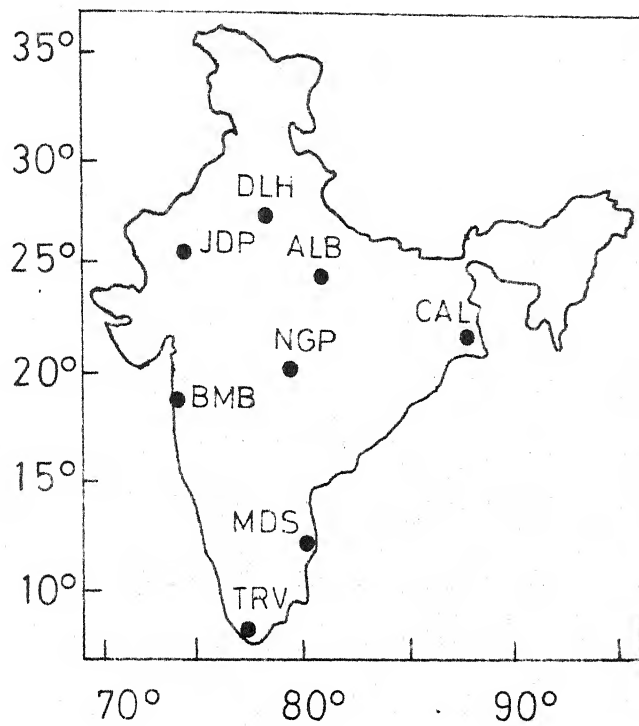 35°
30°
DLH
JDP
ALB
25°
CAL
NGP
20°
BMB
15°
MDS
10°
TRV
70°
80°
90°